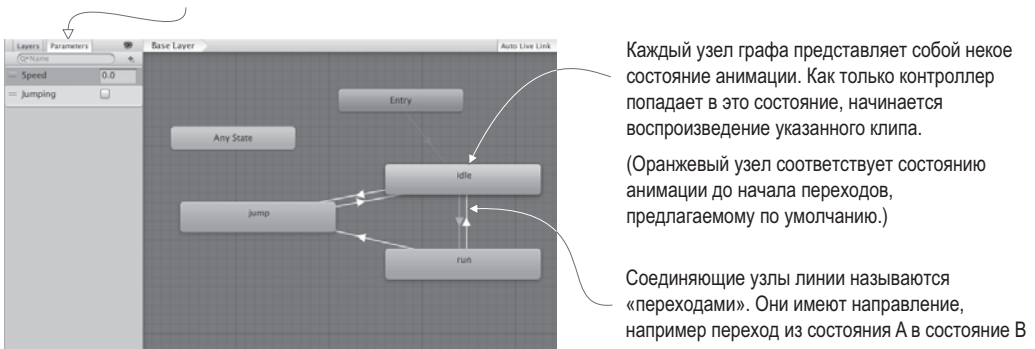 Layers Parameters
Name
Speed 0.0
Jumping
Base Layer
Auto Live Link
Entry
Any State
idle
jump
run
Каждый узел графа представляет собой некое
состояние анимации. Как только контроллер
попадает в это состояние, начинается
воспроизведение указанного клипа.
(Оранжевый узел соответствует состоянию
анимации до начала переходов,
предлагаемому по умолчанию.)
Соединяющие узлы линии называются
«переходами». Они имеют направление,
например переход из состояния A в состояние B